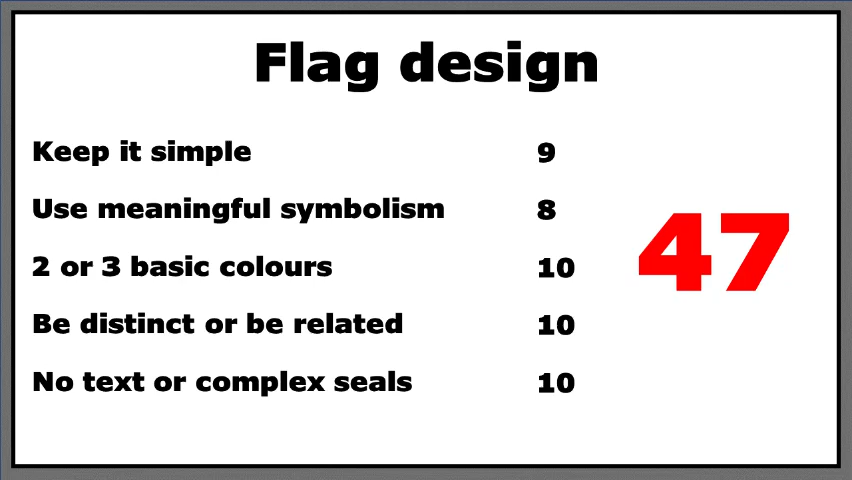 Flag design
Keep it simple 9
Use meaningful symbolism 8
2 or 3 basic colours 10
Be distinct or be related 10
No text or complex seals 10
47